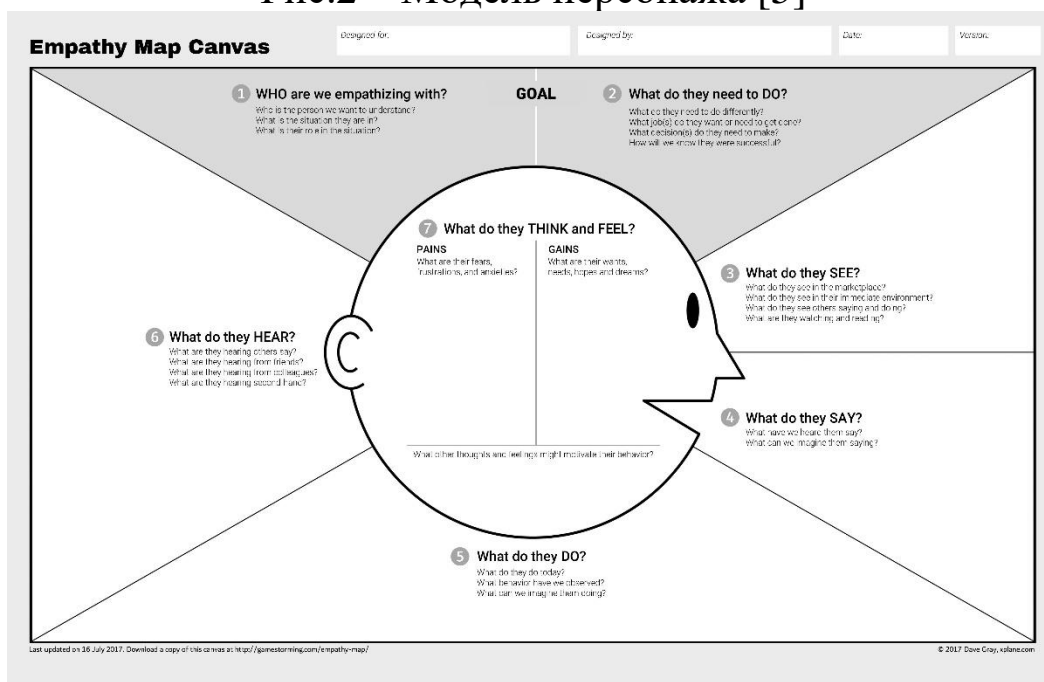 Рис.2 – Модель персонажа [5]
Empathy Map Canvas
Designed for:
Designed by:
Date:
Version:
1 WHO are we empathizing with?
Who is the person we want to understand?
What is the situation they are in?
What is their role in the situation?
GOAL
2 What do they need to DO?
What do they need to do differently?
What job(s) do they want or need to get done?
What decision(s) do they need to make?
How will we know they were successful?
7 What do they THINK and FEEL?
PAINS
What are their fears,
frustrations, and anxieties?
GAINS
What are their wants,
needs, hopes and dreams?
3 What do they SEE?
What do they see in the marketplace?
What do they see in their immediate environment?
What do they see others saying and doing?
What are they watching and reading?
6 What do they HEAR?
What are they hearing others say?
What are they hearing from friends?
What are they hearing from colleagues?
What are they hearing second hand?
4 What do they SAY?
What have we heard them say?
What can we imagine them saying?
What other thoughts and feelings might motivate their behavior?
5 What do they DO?
What do they do today?
What behavior have we observed?
What can we imagine them doing?
Last updated on 16 July 2017. Download a copy of this canvas at http://gamestorming.com/empathy-map/
© 2017 Dave Gray, xplane.com